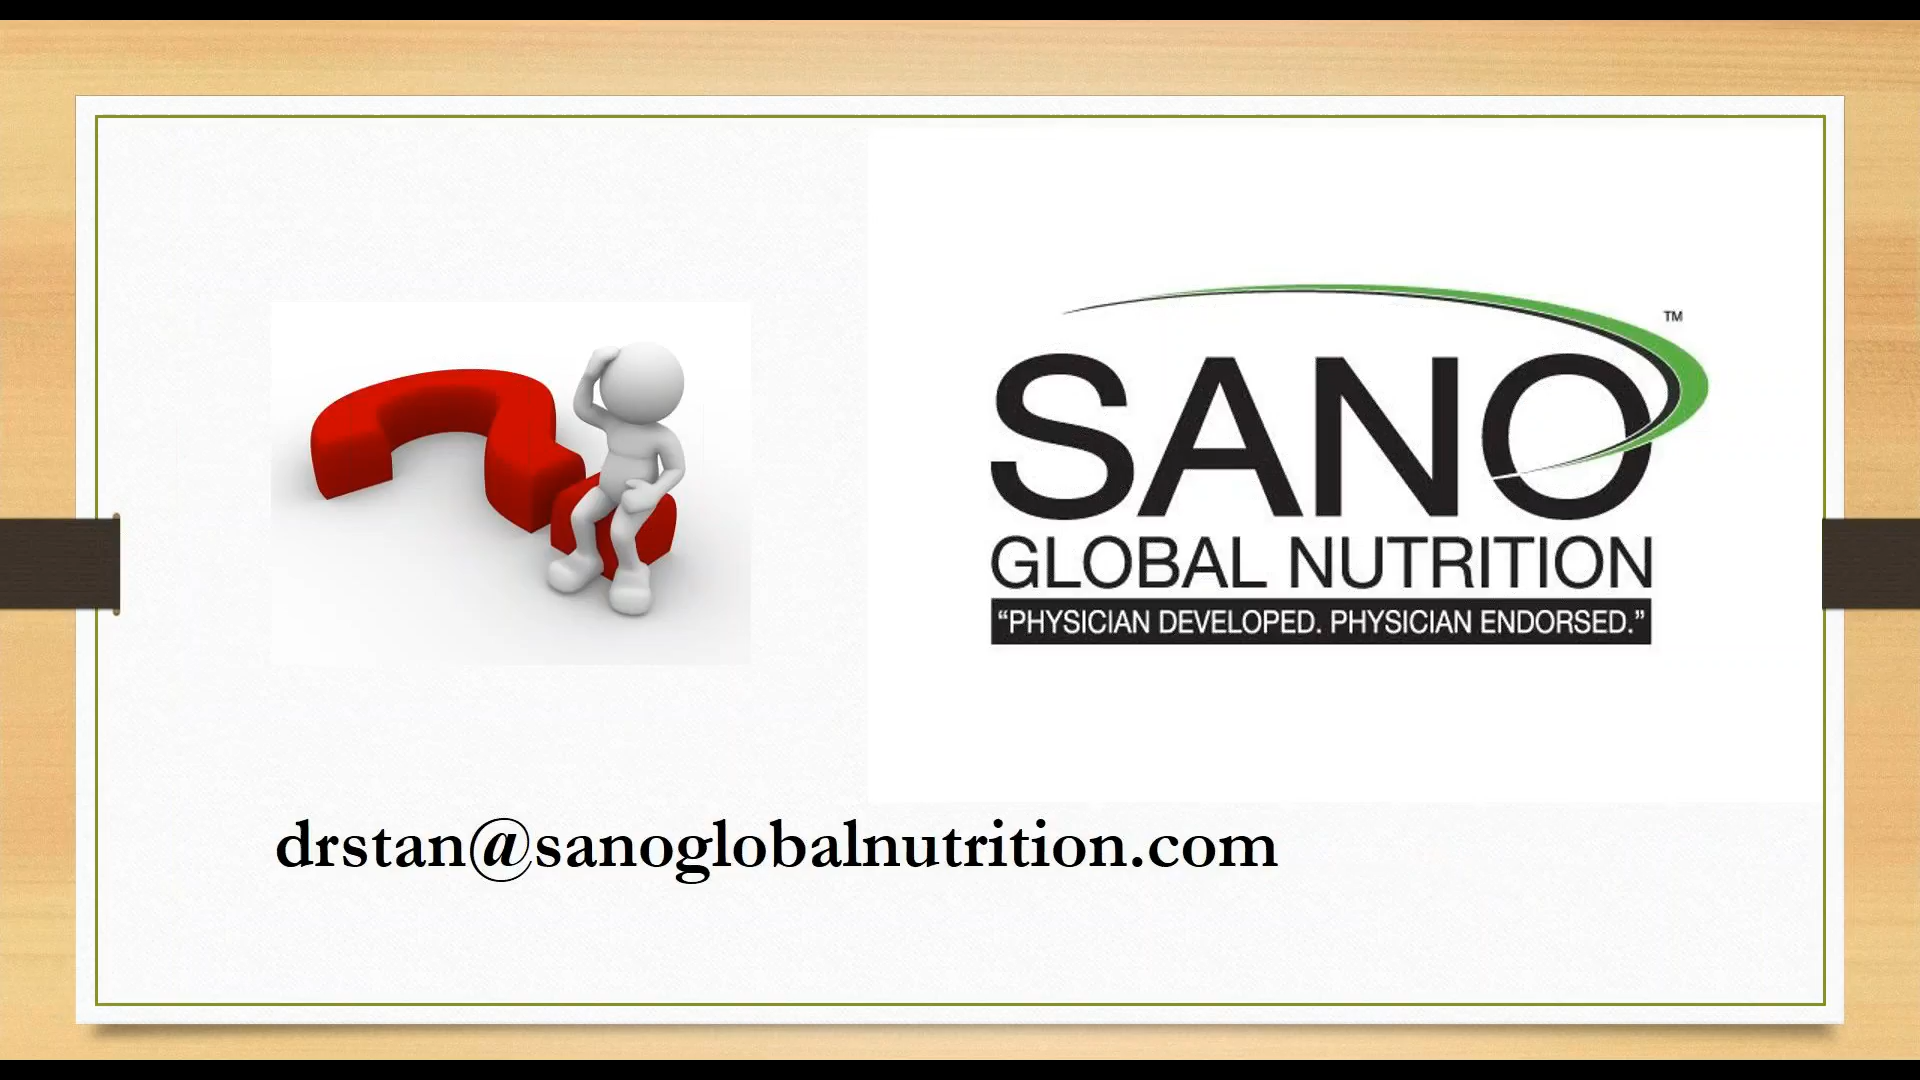 SANO ™
GLOBAL NUTRITION
“PHYSICIAN DEVELOPED. PHYSICIAN ENDORSED.”
drstan@sanoglobalnutrition.com